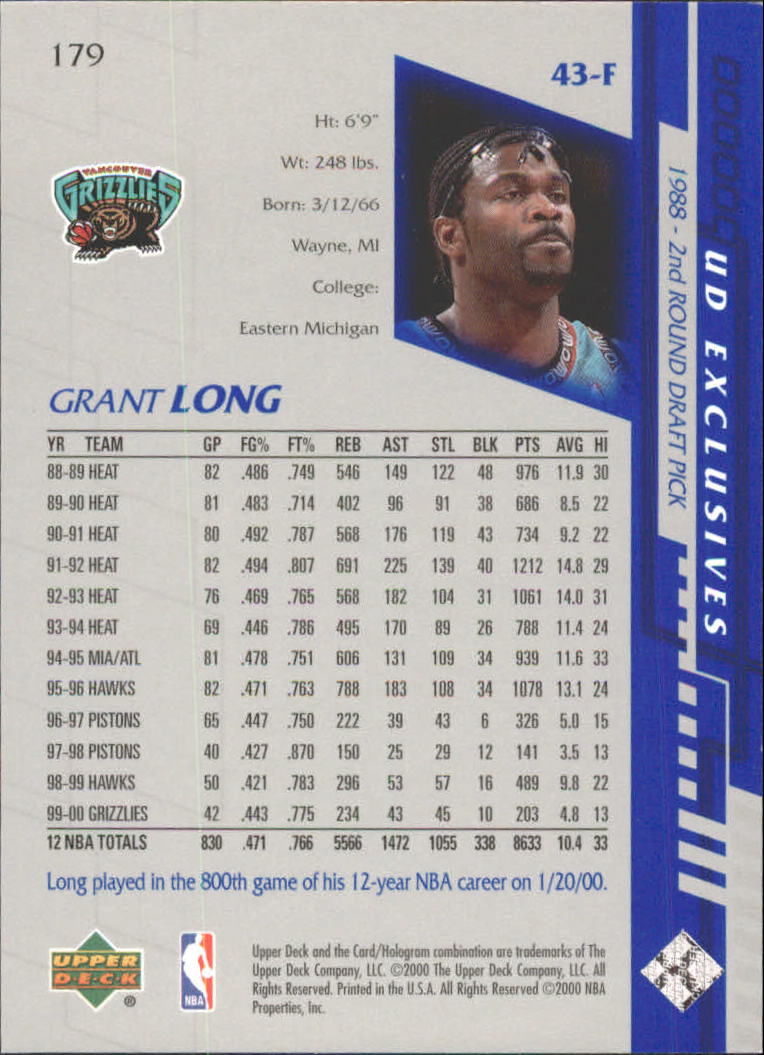 179
43-F
Ht: 6'9"
VANCOUVER
GRIZZLIES
Wt: 248 lbs.
Born: 3/12/66
Wayne, MI
College:
Eastern Michigan
1988 - 2nd ROUND DRAFT PICK
UD EXCLUSIVES
GRANT LONG
YR TEAM GP FG% FT% REB AST STL BLK PTS AVG HI
88-89 HEAT 82 .486 .749 546 149 122 48 976 11.9 30
89-90 HEAT 81 .483 .714 402 96 91 38 686 8.5 22
90-91 HEAT 80 .492 .787 568 176 119 43 734 9.2 22
91-92 HEAT 82 .494 .807 691 225 139 40 1212 14.8 29
92-93 HEAT 76 .469 .765 568 182 104 31 1061 14.0 31
93-94 HEAT 69 .446 .786 495 170 89 26 788 11.4 24
94-95 MIA/ATL 81 .478 .751 606 131 109 34 939 11.6 33
95-96 HAWKS 82 .471 .763 788 183 108 34 1078 13.1 24
96-97 PISTONS 65 .447 .750 222 39 43 6 326 5.0 15
97-98 PISTONS 40 .427 .870 150 25 29 12 141 3.5 13
98-99 HAWKS 50 .421 .783 296 53 57 16 489 9.8 22
99-00 GRIZZLIES 42 .443 .775 234 43 45 10 203 4.8 13
12 NBA TOTALS 830 .471 .766 5566 1472 1055 338 8633 10.4 33
Long played in the 800th game of his 12-year NBA career on 1/20/00.
UPPER
DECK
®
NBA
Upper Deck and the Card/Hologram combination are trademarks of The
Upper Deck Company, LLC. ©2000 The Upper Deck Company, LLC. All
Rights Reserved. Printed in the U.S.A. All Rights Reserved ©2000 NBA
Properties, Inc.